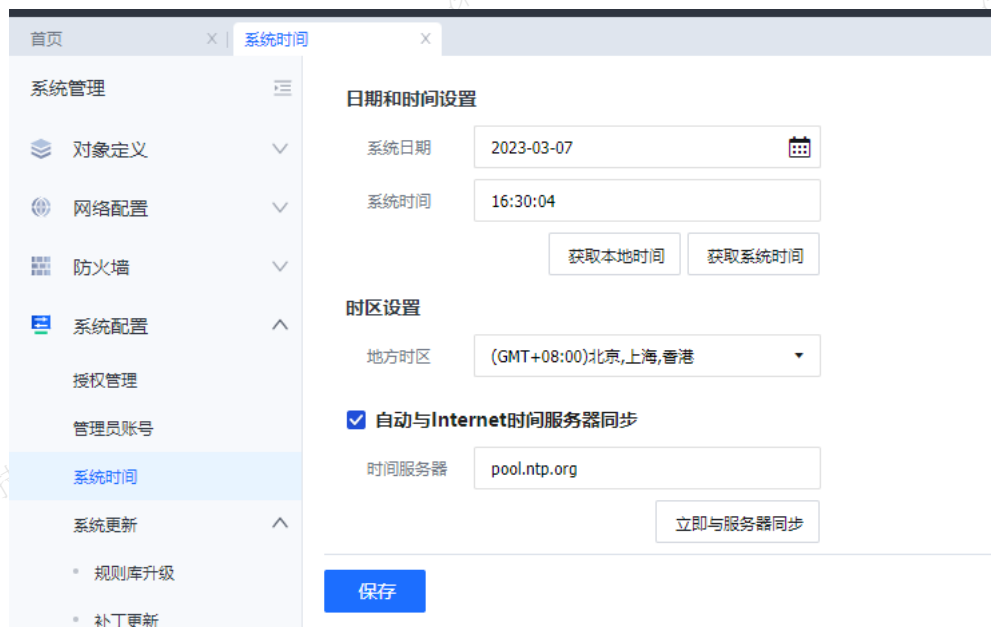 首页
系统时间
系统管理
对象定义
网络配置
防火墙
系统配置
授权管理
管理员账号
系统时间
系统更新
规则库升级
补丁更新
日期和时间设置
系统日期 2023-03-07
系统时间 16:30:04
获取本地时间 获取系统时间
时区设置
地方时区 (GMT+08:00)北京,上海,香港
自动与Internet时间服务器同步
时间服务器 pool.ntp.org
立即与服务器同步
保存